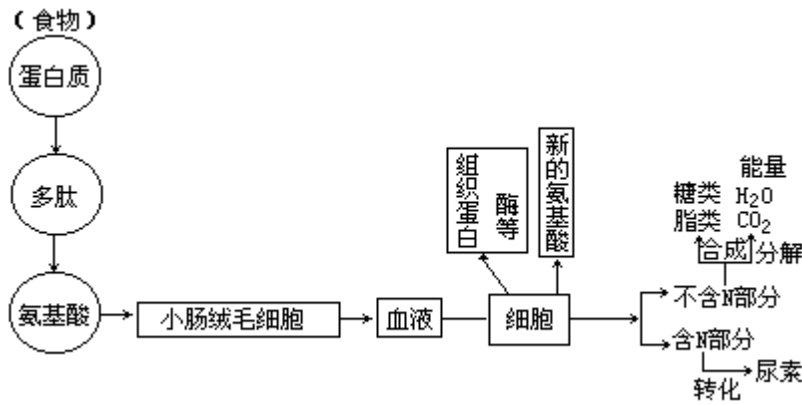 （食物）
蛋白质
多肽
氨基酸
小肠绒毛细胞
血液
细胞
组织蛋白
酶等
新的氨基酸
能量
糖类 H₂O
脂类 CO₂
合成 分解
不含N部分
含N部分
转化
尿素